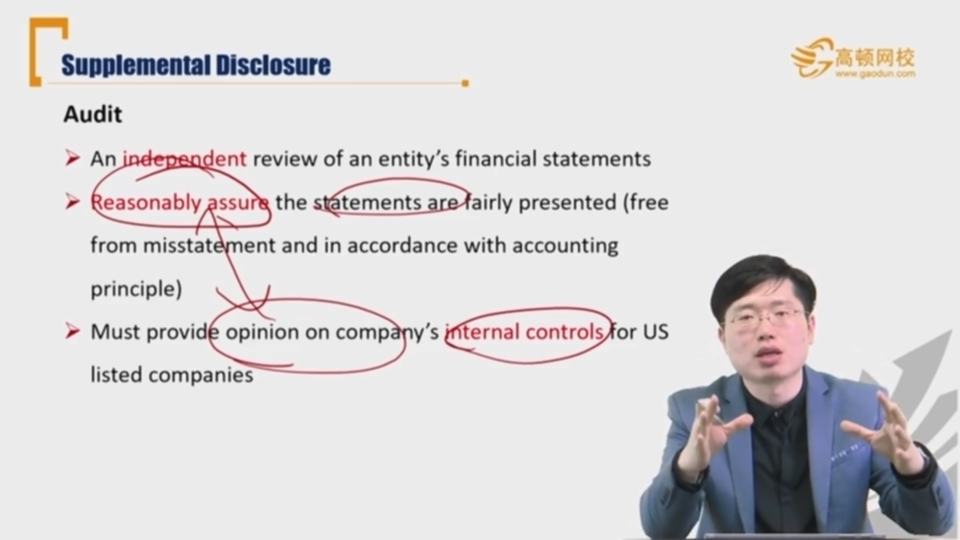 Supplemental Disclosure
高顿网校
www.gaodun.com
Audit
An independent review of an entity’s financial statements
Reasonably assure the statements are fairly presented (free
from misstatement and in accordance with accounting
principle)
Must provide opinion on company’s internal controls for US
listed companies